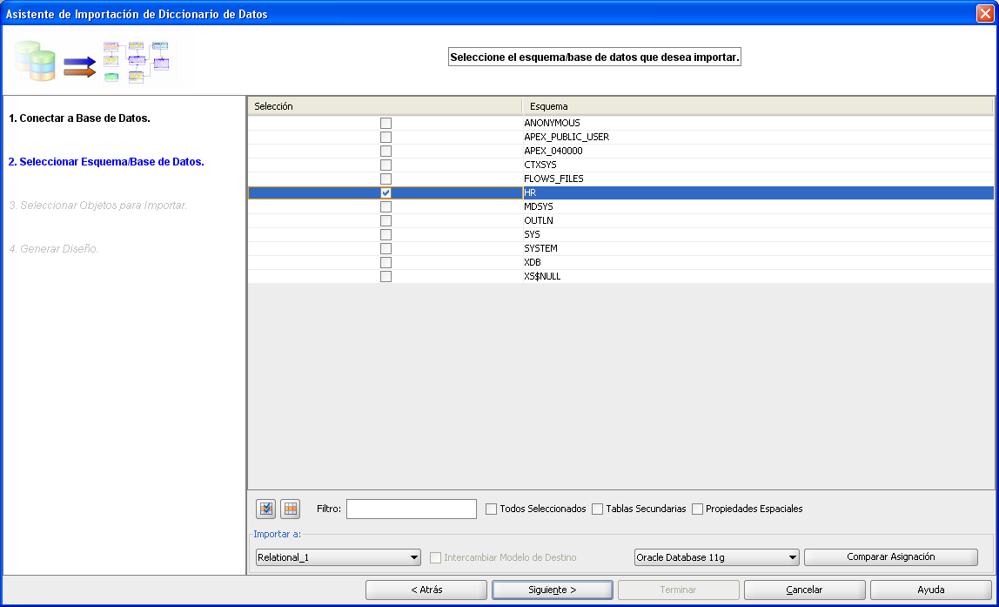 Asistente de Importación de Diccionario de Datos
Seleccione el esquema/base de datos que desea importar.
1. Conectar a Base de Datos.
2. Seleccionar Esquema/Base de Datos.
3. Seleccionar Objetos para Importar.
4. Generar Diseño.
Selección Esquema
ANONYMOUS
APEX_PUBLIC_USER
APEX_040000
CTXSYS
FLOWS_FILES
HR
MDSYS
OUTLN
SYS
SYSTEM
XDB
XS$NULL
Filtro: Todos Seleccionados Tablas Secundarias Propiedades Espaciales
Importar a:
Relational_1 Intercambiar Modelo de Destino Oracle Database 11g Comparar Asignación
< Atrás Siguiente > Terminar Cancelar Ayuda